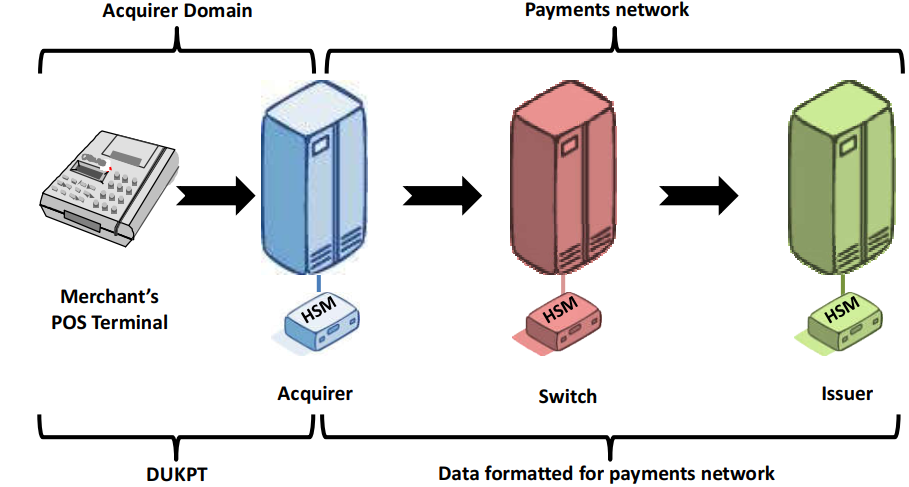 Acquirer Domain
Payments network
HSM
HSM
HSM
Merchant's
POS Terminal
Acquirer
Switch
Issuer
DUKPT
Data formatted for payments network